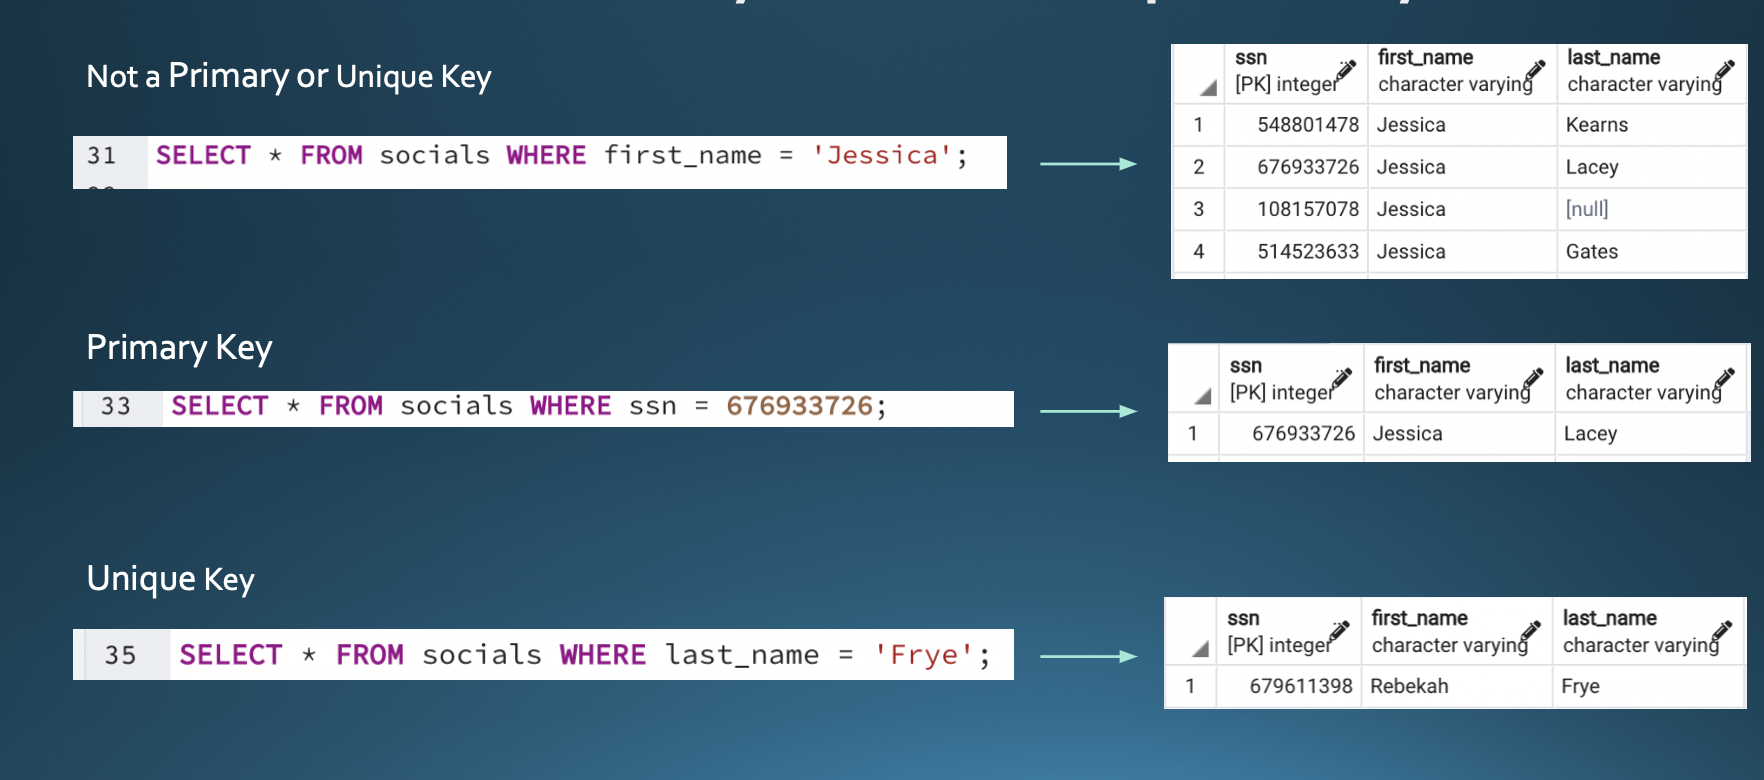 Not a Primary or Unique Key
31 SELECT * FROM socials WHERE first_name = 'Jessica';
ssn first_name last_name
[PK] integer character varying character varying
1 548801478 Jessica Kearns
2 676933726 Jessica Lacey
3 108157078 Jessica [null]
4 514523633 Jessica Gates
Primary Key
33 SELECT * FROM socials WHERE ssn = 676933726;
ssn first_name last_name
[PK] integer character varying character varying
1 676933726 Jessica Lacey
Unique Key
35 SELECT * FROM socials WHERE last_name = 'Frye';
ssn first_name last_name
[PK] integer character varying character varying
1 679611398 Rebekah Frye